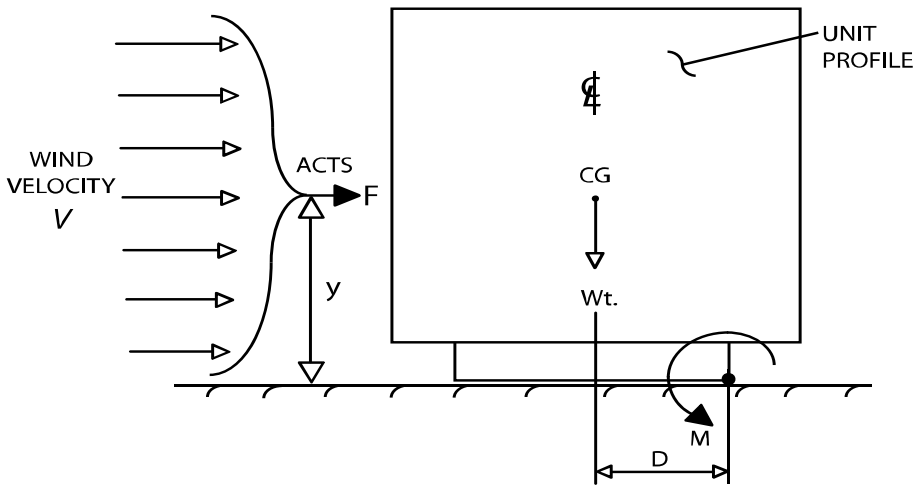 UNIT
PROFILE
℄
ACTS
WIND
VELOCITY
V
F
CG
y
Wt.
M
D